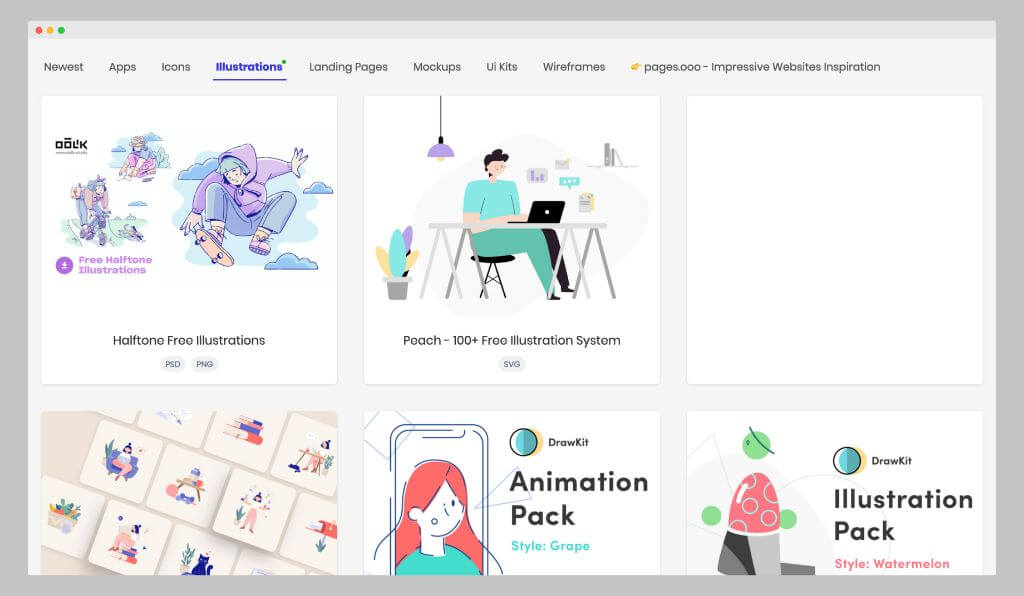 Newest Apps Icons Illustrations Landing Pages Mockups Ui Kits Wireframes 👉 pages.ooo - Impressive Websites Inspiration
Free Halftone
Illustrations
Halftone Free Illustrations
PSD PNG
Peach - 100+ Free Illustration System
SVG
DrawKit
Animation
Pack
Style: Grape
DrawKit
Illustration
Pack
Style: Watermelon